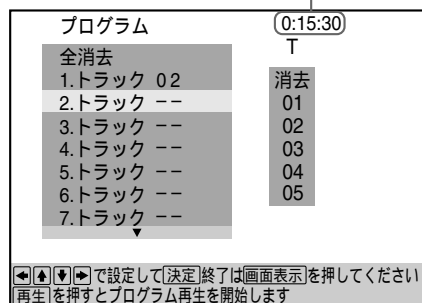 プログラム
0:15:30
T
全消去
1.トラック 02
2.トラック −−
3.トラック −−
4.トラック −−
5.トラック −−
6.トラック −−
7.トラック −−
消去
01
02
03
04
05
で設定して決定終了は画面表示を押してください
再生を押すとプログラム再生を開始します